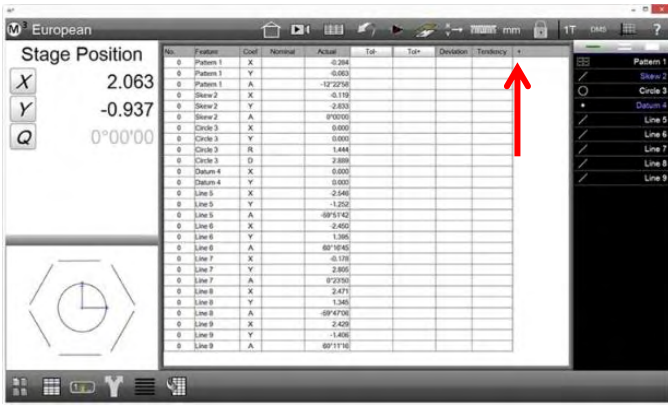 M3 European
mm
1T
DMS
?
Stage Position
X 2.063
Y -0.937
Q 0°00'00
No. Feature Coef Nominal Actual Tol- Tol+ Deviation Tendency +
0 Pattern 1 X -0.284
0 Pattern 1 Y -0.063
0 Pattern 1 A -12°22'58
0 Skew 2 X -0.119
0 Skew 2 Y -2.833
0 Skew 2 A 0°00'00
0 Circle 3 X 0.000
0 Circle 3 Y 0.000
0 Circle 3 R 1.444
0 Circle 3 D 2.889
0 Datum 4 X 0.000
0 Datum 4 Y 0.000
0 Line 5 X -2.546
0 Line 5 Y -1.252
0 Line 5 A -59°51'42
0 Line 6 X -2.450
0 Line 6 Y 1.395
0 Line 6 A 60°16'45
0 Line 7 X -0.178
0 Line 7 Y 2.805
0 Line 7 A 0°23'50
0 Line 8 X 2.471
0 Line 8 Y 1.345
0 Line 8 A -59°47'06
0 Line 9 X 2.429
0 Line 9 Y -1.406
0 Line 9 A 60°11'16
Pattern 1
Skew 2
Circle 3
Datum 4
Line 5
Line 6
Line 7
Line 8
Line 9